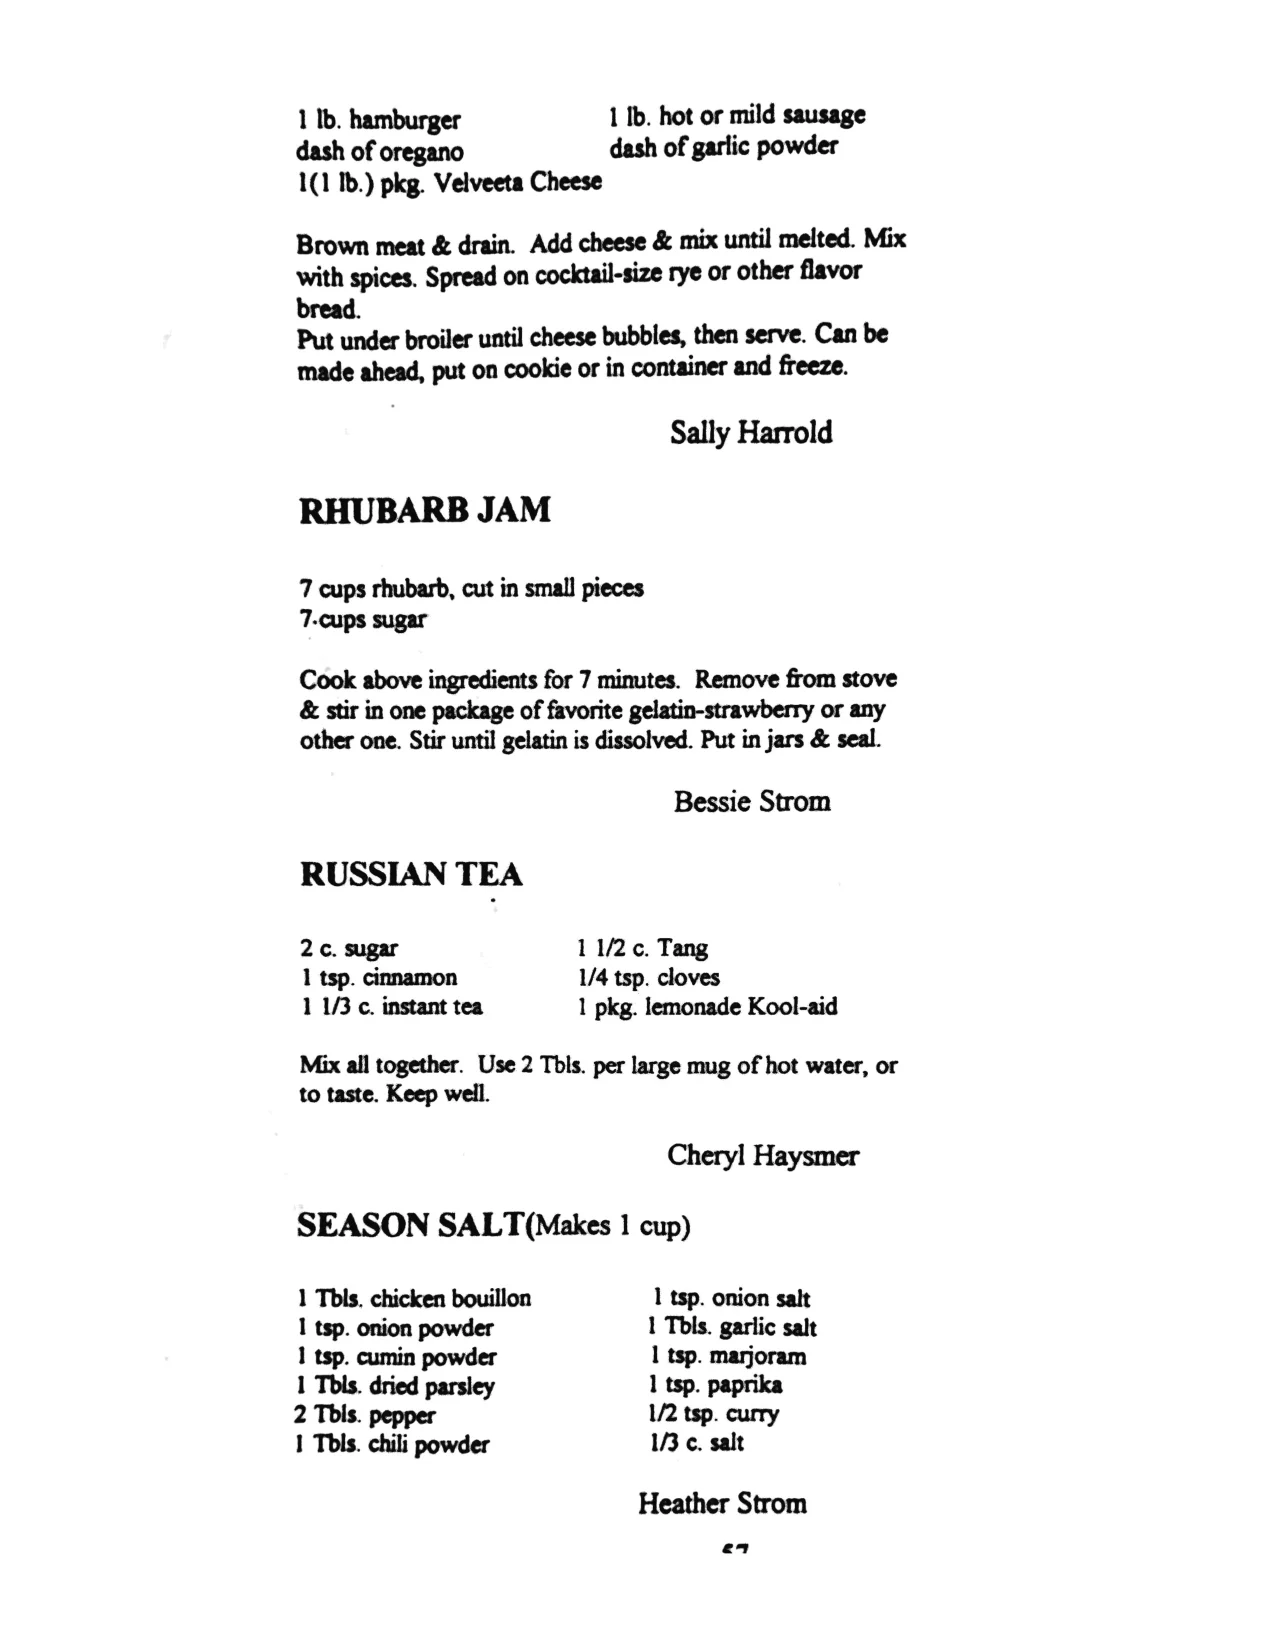 1 lb. hamburger 1 lb. hot or mild sausage
dash of oregano dash of garlic powder
1(1 lb.) pkg. Velveeta Cheese
Brown meat & drain. Add cheese & mix until melted. Mix
with spices. Spread on cocktail-size rye or other flavor
bread.
Put under broiler until cheese bubbles, then serve. Can be
made ahead, put on cookie or in container and freeze.
Sally Harrold
RHUBARB JAM
7 cups rhubarb, cut in small pieces
7 cups sugar
Cook above ingredients for 7 minutes. Remove from stove
& stir in one package of favorite gelatin-strawberry or any
other one. Stir until gelatin is dissolved. Put in jars & seal.
Bessie Strom
RUSSIAN TEA
2 c. sugar 1 1/2 c. Tang
1 tsp. cinnamon 1/4 tsp. cloves
1 1/3 c. instant tea 1 pkg. lemonade Kool-aid
Mix all together. Use 2 Tbls. per large mug of hot water, or
to taste. Keep well.
Cheryl Haysmer
SEASON SALT(Makes 1 cup)
1 Tbls. chicken bouillon 1 tsp. onion salt
1 tsp. onion powder 1 Tbls. garlic salt
1 tsp. cumin powder 1 tsp. marjoram
1 Tbls. dried parsley 1 tsp. paprika
2 Tbls. pepper 1/2 tsp. curry
1 Tbls. chili powder 1/3 c. salt
Heather Strom